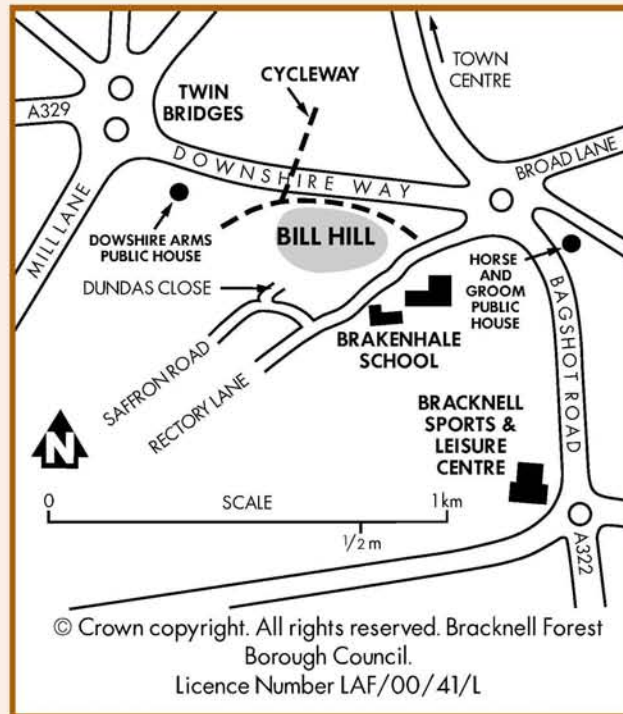 CYCLEWAY
TOWN
CENTRE
TWIN
BRIDGES
A329
BROAD LANE
DOWNSHIRE WAY
MILL LANE
DOWSHIRE ARMS
PUBLIC HOUSE
BILL HILL
HORSE
AND
GROOM
PUBLIC
HOUSE
DUNDAS CLOSE
BRAKENHALE
SCHOOL
BAGSHOT ROAD
SAFFRON ROAD
RECTORY LANE
BRACKNELL
SPORTS &
LEISURE
CENTRE
N
0 SCALE 1km
1/2 m
A322
© Crown copyright. All rights reserved. Bracknell Forest
Borough Council.
Licence Number LAF/00/41/L